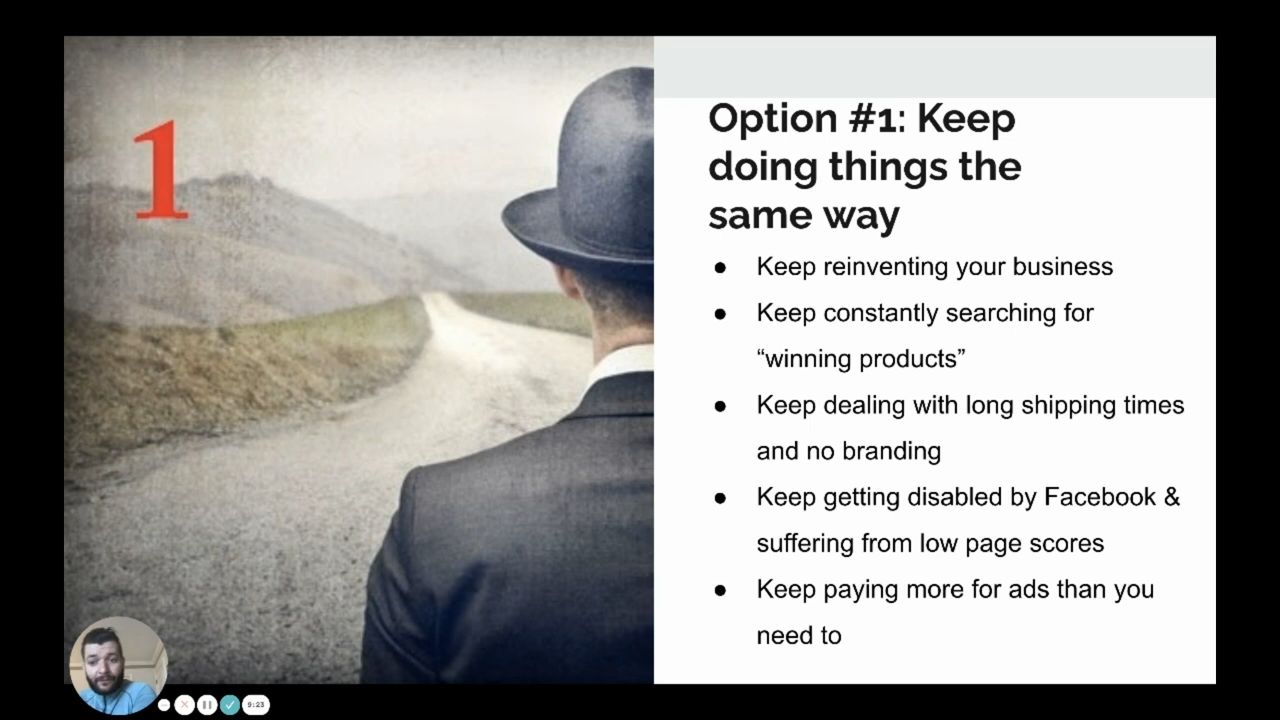 1
Option #1: Keep
doing things the
same way
● Keep reinventing your business
● Keep constantly searching for
“winning products”
● Keep dealing with long shipping times
and no branding
● Keep getting disabled by Facebook &
suffering from low page scores
● Keep paying more for ads than you
need to
9:23